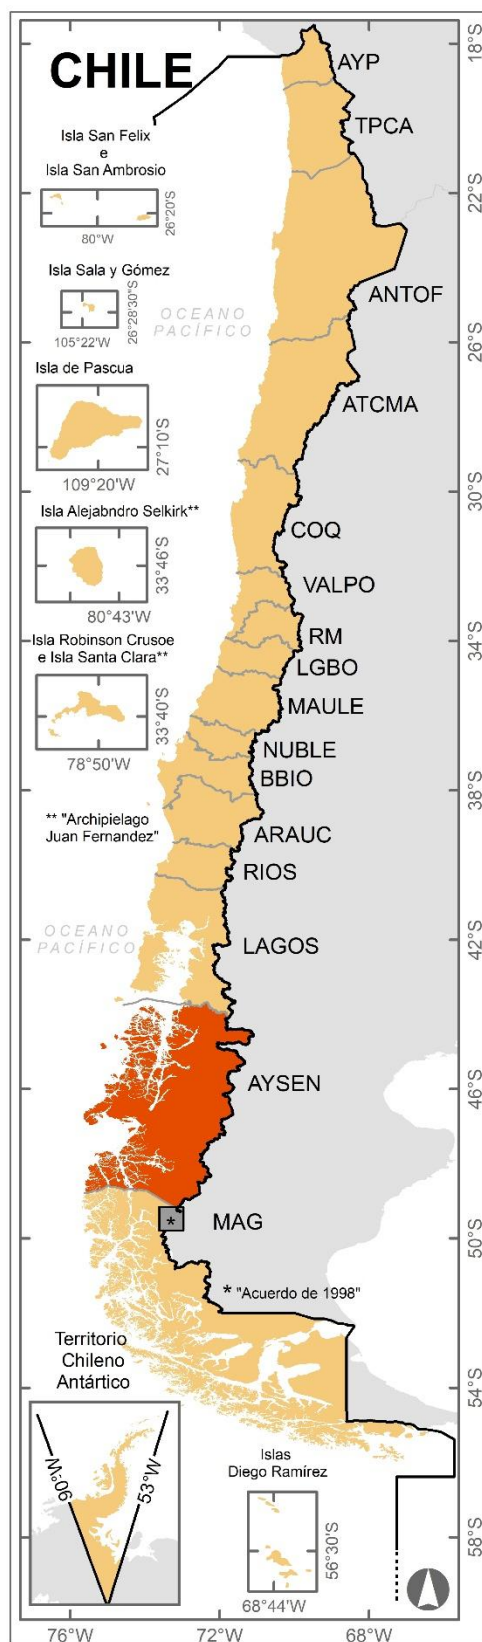 CHILE
18°S
AYP
Isla San Felix
e
Isla San Ambrosio
TPCA
26°20'S
80°W
22°S
Isla Sala y Gómez
26°28'30"S
105°22'W
OCEANO
PACÍFICO
ANTOF
26°S
Isla de Pascua
27°10'S
109°20'W
ATCMA
30°S
Isla Alejabndro Selkirk**
33°46'S
80°43'W
COQ
VALPO
34°S
Isla Robinson Crusoe
e Isla Santa Clara**
33°40'S
78°50'W
RM
LGBO
MAULE
NUBLE
BBIO
38°S
** "Archipielago
Juan Fernandez"
ARAUC
RIOS
OCEANO
PACÍFICO
42°S
LAGOS
AYSEN
46°S
MAG
*
50°S
* "Acuerdo de 1998"
Territorio
Chileno
Antártico
54°S
90°W
53°W
Islas
Diego Ramírez
56°30'S
68°44'W
58°S
76°W
72°W
68°W